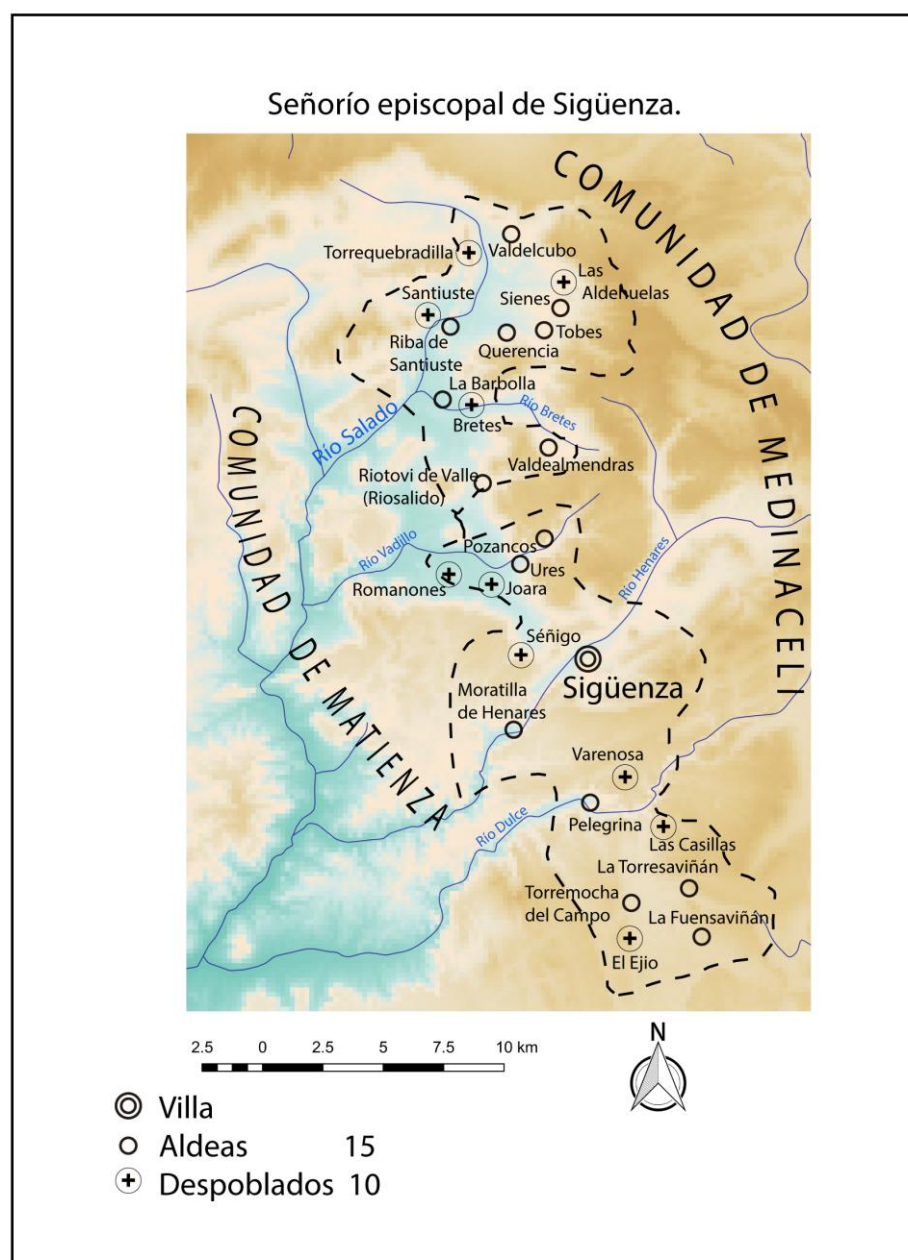 Señorío episcopal de Sigüenza.
COMUNIDAD DE MEDINACELI
Torrequebradilla
Valdelcubo
Las
Aldehuelas
Santiuste
Sienes
Riba de
Santiuste
Tobes
Querencia
La Barbolla
Bretes
Río Bretes
Río Salado
COMUNIDAD DE MATIENZA
Valdealmendras
Riotovi de Valle
(Riosalido)
Río Vadillo
Pozancos
Ures
Río Henares
Romanones
Joara
Séñigo
Sigüenza
Moratilla
de Henares
Varenosa
Pelegrina
Río Dulce
Las Casillas
La Torresaviñán
Torremocha
del Campo
La Fuensaviñán
El Ejio
2.5 0 2.5 5 7.5 10 km
N
Villa
Aldeas 15
Despoblados 10